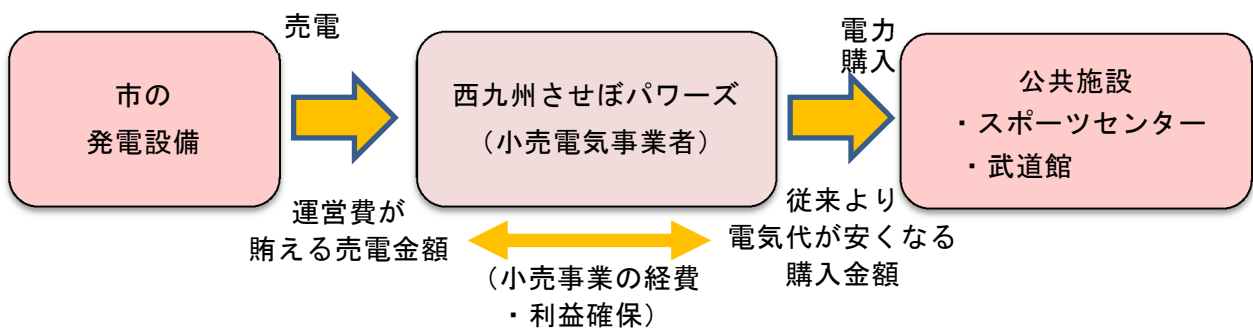 売電
電力
購入
市の
発電設備
西九州させぼパワーズ
（小売電気事業者）
公共施設
・スポーツセンター
・武道館
運営費が
賄える売電金額
従来より
電気代が安くなる
購入金額
（小売事業の経費
・利益確保）